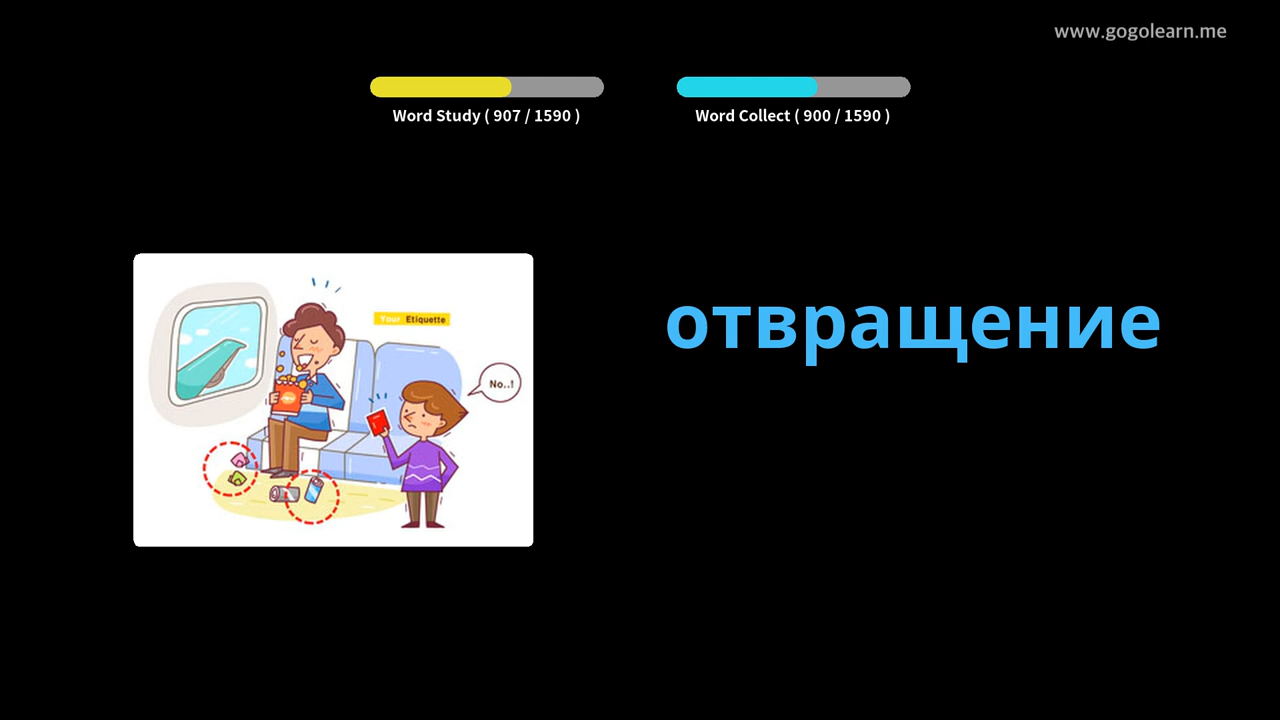 www.gogolearn.me
Word Study ( 907 / 1590 )
Word Collect ( 900 / 1590 )
Your Etiquette
No..!
отвращение